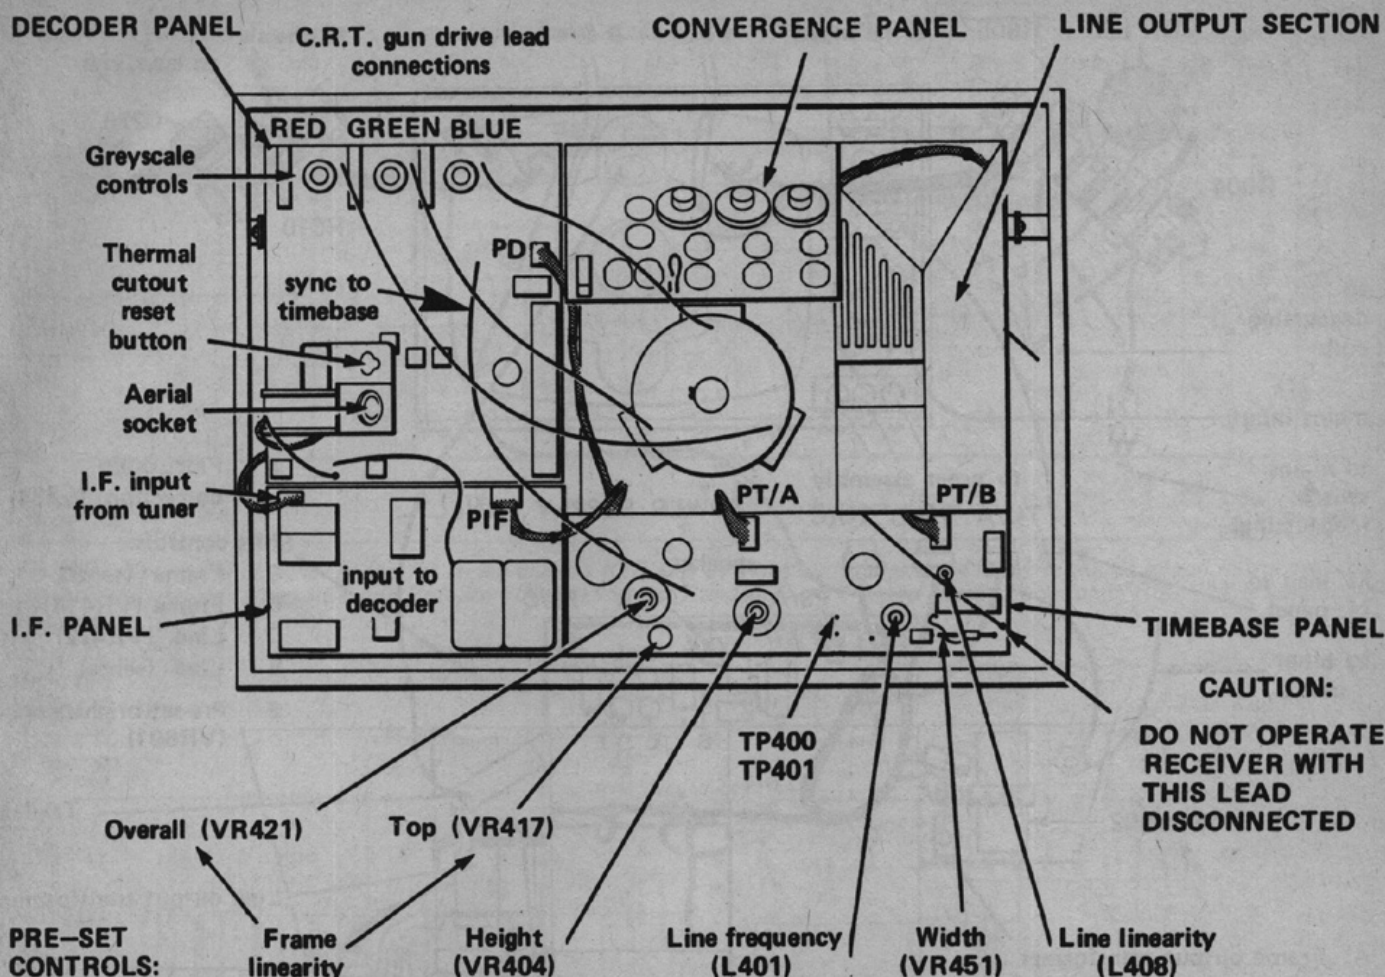 DECODER PANEL
C.R.T. gun drive lead
connections
CONVERGENCE PANEL
LINE OUTPUT SECTION
RED GREEN BLUE
Greyscale
controls
Thermal
cutout
reset
button
PD
sync to
timebase
Aerial
socket
I.F. input
from tuner
PIF
PT/A
PT/B
input to
decoder
I.F. PANEL
TIMEBASE PANEL
CAUTION:
DO NOT OPERATE
RECEIVER WITH
THIS LEAD
DISCONNECTED
TP400
TP401
Overall (VR421)
Top (VR417)
PRE—SET
CONTROLS:
Frame
linearity
Height
(VR404)
Line frequency
(L401)
Width
(VR451)
Line linearity
(L408)